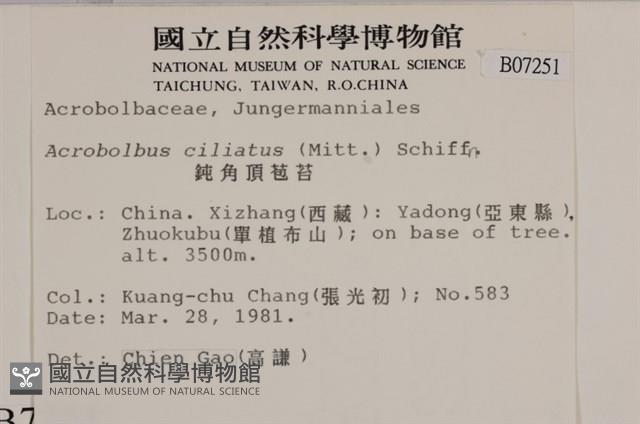 國立自然科學博物館
NATIONAL MUSEUM OF NATURAL SCIENCE
TAICHUNG, TAIWAN, R.O.CHINA
B07251
Acrobolbaceae, Jungermanniales
Acrobolbus ciliatus (Mitt.) Schiffn.
鈍角頂苞苔
Loc.: China. Xizhang(西藏): Yadong(亞東縣),
Zhuokubu(單植布山); on base of tree.
alt. 3500m.
Col.: Kuang-chu Chang(張光初); No.583
Date: Mar. 28, 1981.
Det.: Chien Gao(高謙)
國立自然科學博物館
NATIONAL MUSEUM OF NATURAL SCIENCE